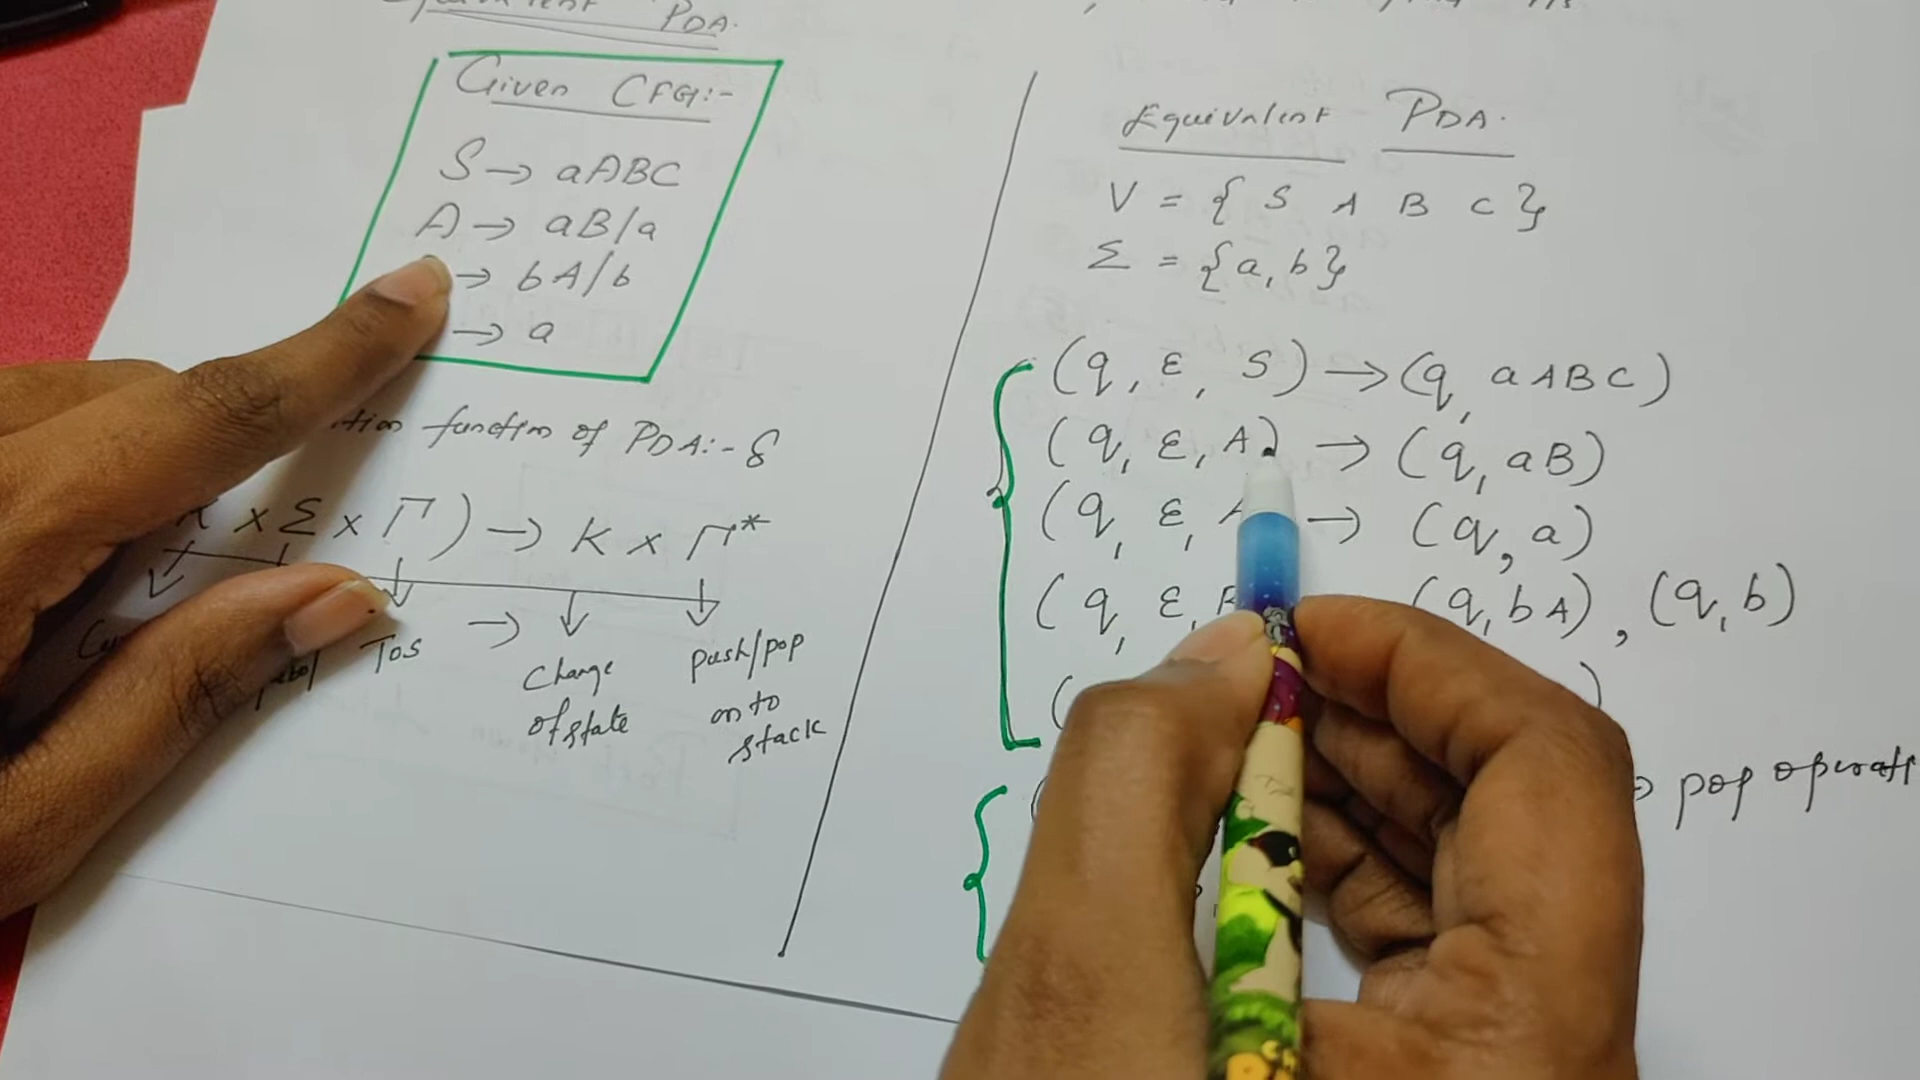 PDA.
Given CFG:-
S → aABC
A → aB/a
→ bA/b
→ a
function of PDA:- δ
x Σ x Γ ) → K x Γ*
TOS → Change of state
push/pop onto stack
Equivalent PDA.
V = { S A B C }
Σ = {a, b}
(q, ε, S) → (q, aABC)
(q, ε, A) → (q, aB)
(q, ε, A → (q, a)
(q, ε, (q, bA), (q, b)
(
pop